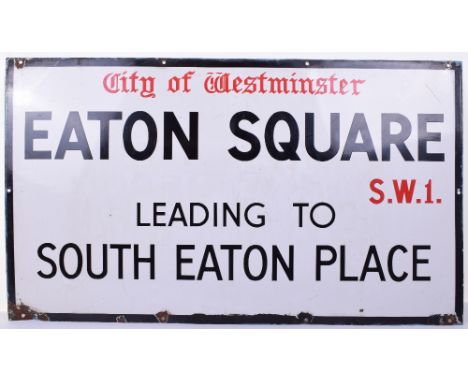 City of Westminster
EATON SQUARE
S.W.1.
LEADING TO
SOUTH EATON PLACE